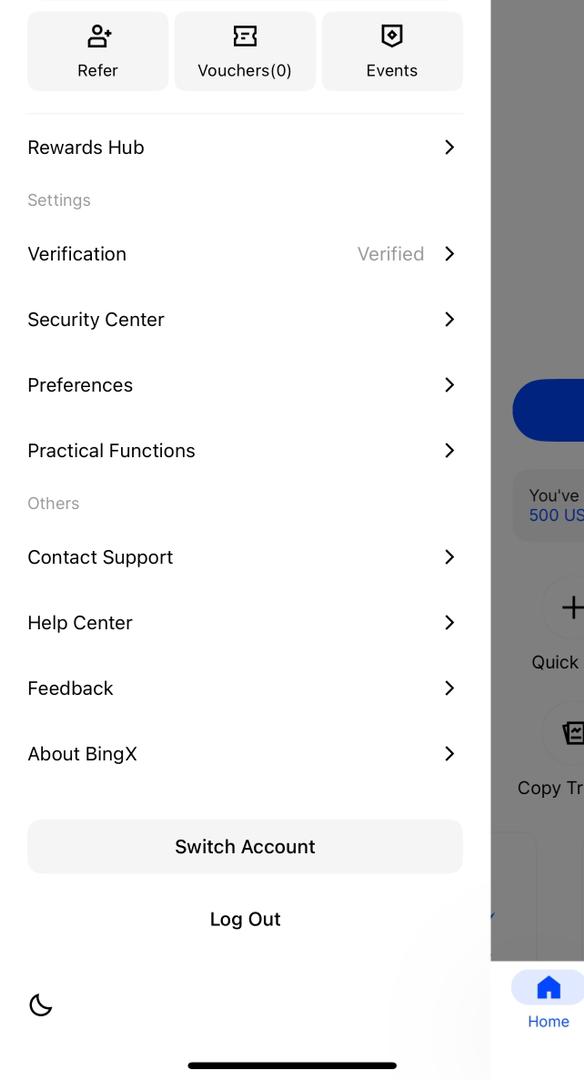 Refer
Vouchers(0)
Events
Rewards Hub
Settings
Verification
Verified
Security Center
Preferences
Practical Functions
Others
Contact Support
Help Center
Feedback
About BingX
Switch Account
Log Out
You've
500 US
Quick
Copy Tr
Home